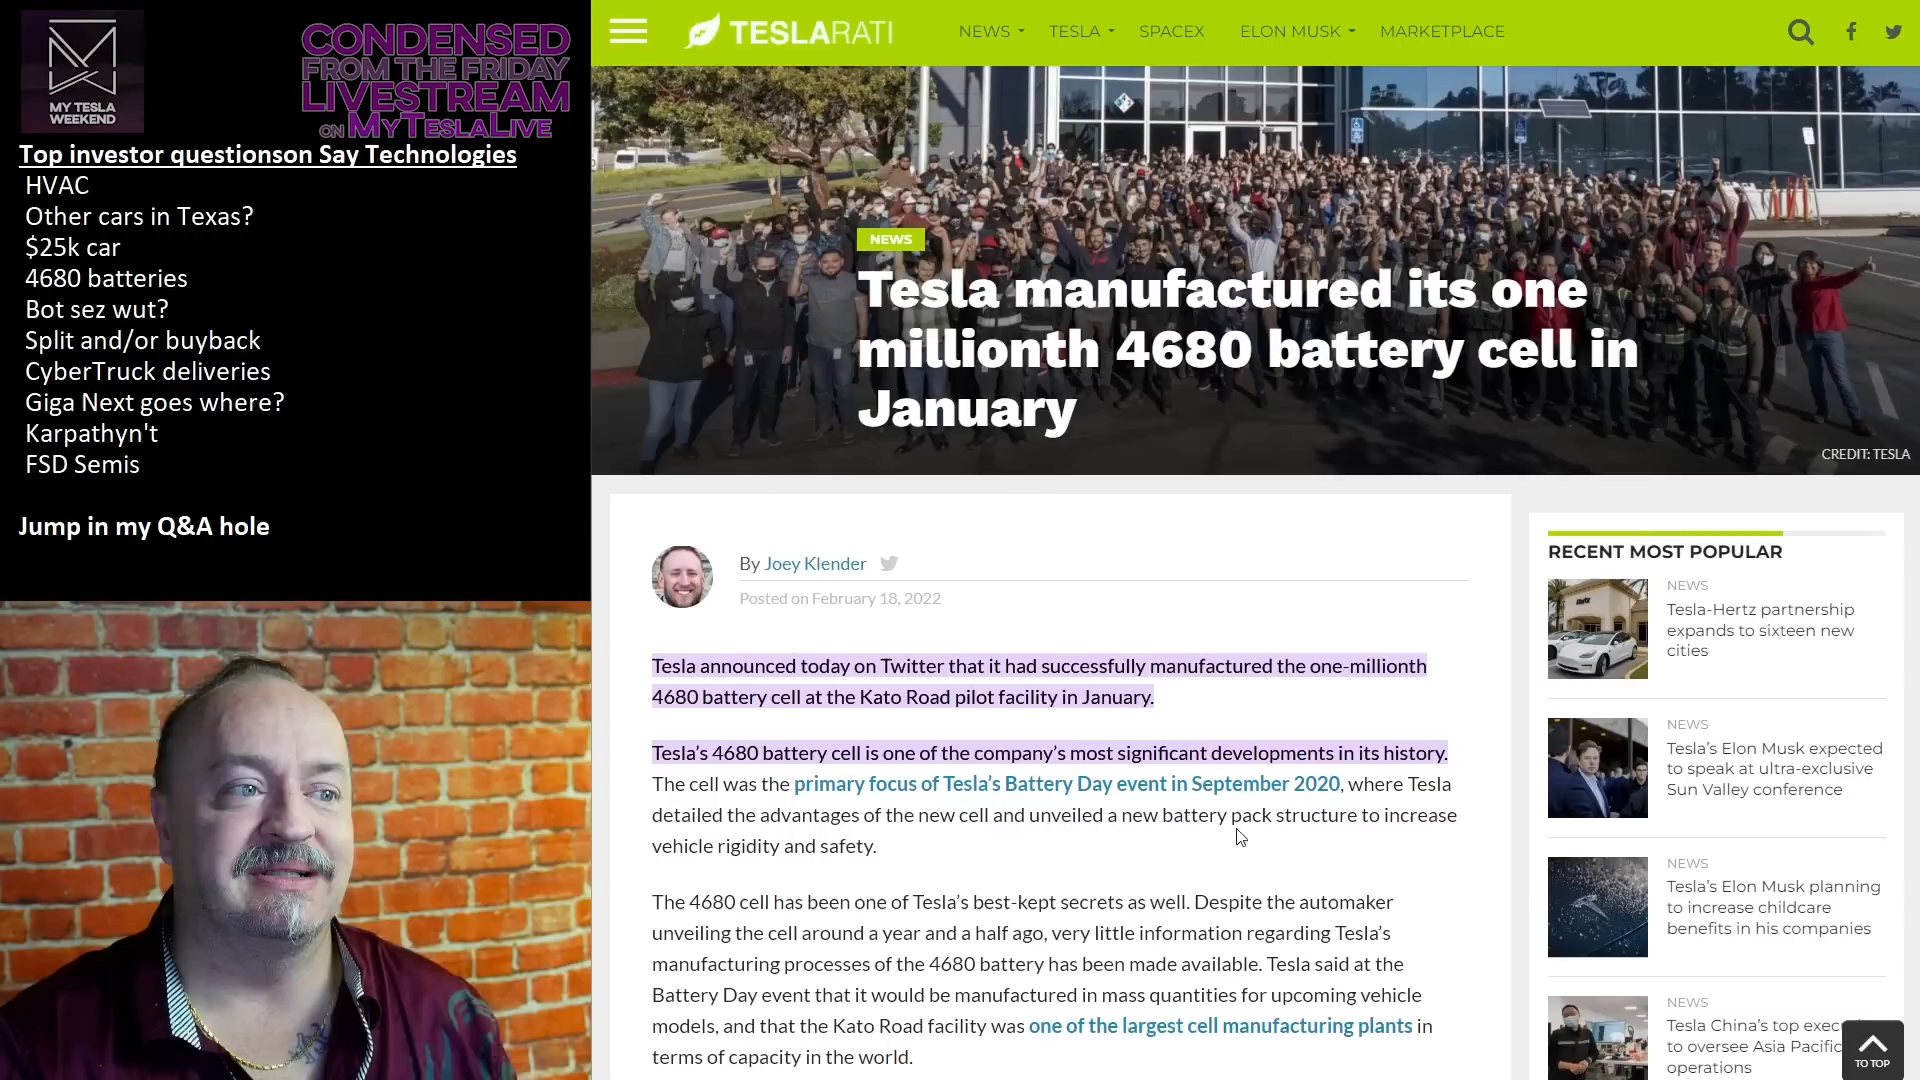 MY TESLA
WEEKEND
CONDENSED
FROM THE FRIDAY
LIVESTREAM
ON MYTESLALIVE
Top investor questionson Say Technologies
HVAC
Other cars in Texas?
$25k car
4680 batteries
Bot sez wut?
Split and/or buyback
CyberTruck deliveries
Giga Next goes where?
Karpathyn't
FSD Semis
Jump in my Q&A hole
TESLARATI
NEWS
TESLA
SPACEX
ELON MUSK
MARKETPLACE
NEWS
Tesla manufactured its one
millionth 4680 battery cell in
January
CREDIT: TESLA
By Joey Klender
Posted on February 18, 2022
Tesla announced today on Twitter that it had successfully manufactured the one-millionth
4680 battery cell at the Kato Road pilot facility in January.
Tesla’s 4680 battery cell is one of the company’s most significant developments in its history.
The cell was the primary focus of Tesla’s Battery Day event in September 2020, where Tesla
detailed the advantages of the new cell and unveiled a new battery pack structure to increase
vehicle rigidity and safety.
The 4680 cell has been one of Tesla’s best-kept secrets as well. Despite the automaker
unveiling the cell around a year and a half ago, very little information regarding Tesla’s
manufacturing processes of the 4680 battery has been made available. Tesla said at the
Battery Day event that it would be manufactured in mass quantities for upcoming vehicle
models, and that the Kato Road facility was one of the largest cell manufacturing plants in
terms of capacity in the world.
RECENT MOST POPULAR
NEWS
Tesla-Hertz partnership
expands to sixteen new
cities
NEWS
Tesla’s Elon Musk expected
to speak at ultra-exclusive
Sun Valley conference
NEWS
Tesla’s Elon Musk planning
to increase childcare
benefits in his companies
NEWS
Tesla China’s top
to oversee Asia Pacific
operations
TO TOP